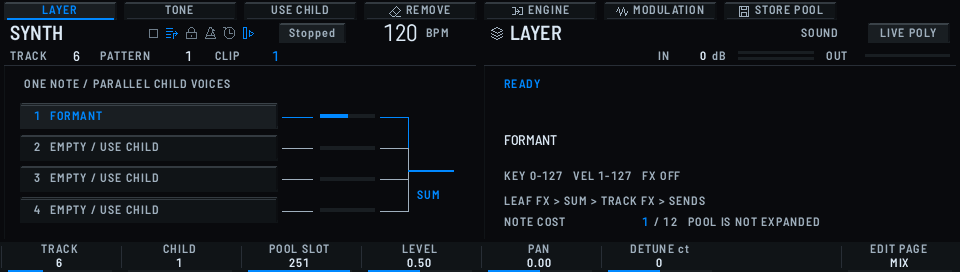 LAYER TONE USE CHILD REMOVE ENGINE MODULATION STORE POOL
SYNTH Stopped 120 BPM LAYER SOUND LIVE POLY
TRACK 6 PATTERN 1 CLIP 1 IN 0 dB OUT
ONE NOTE / PARALLEL CHILD VOICES
1 FORMANT
2 EMPTY / USE CHILD
3 EMPTY / USE CHILD
4 EMPTY / USE CHILD
SUM
READY
FORMANT
KEY 0-127 VEL 1-127 FX OFF
LEAF FX > SUM > TRACK FX > SENDS
NOTE COST 1 / 12 POOL IS NOT EXPANDED
TRACK CHILD POOL SLOT LEVEL PAN DETUNE ct EDIT PAGE
6 1 251 0.50 0.00 0 MIX